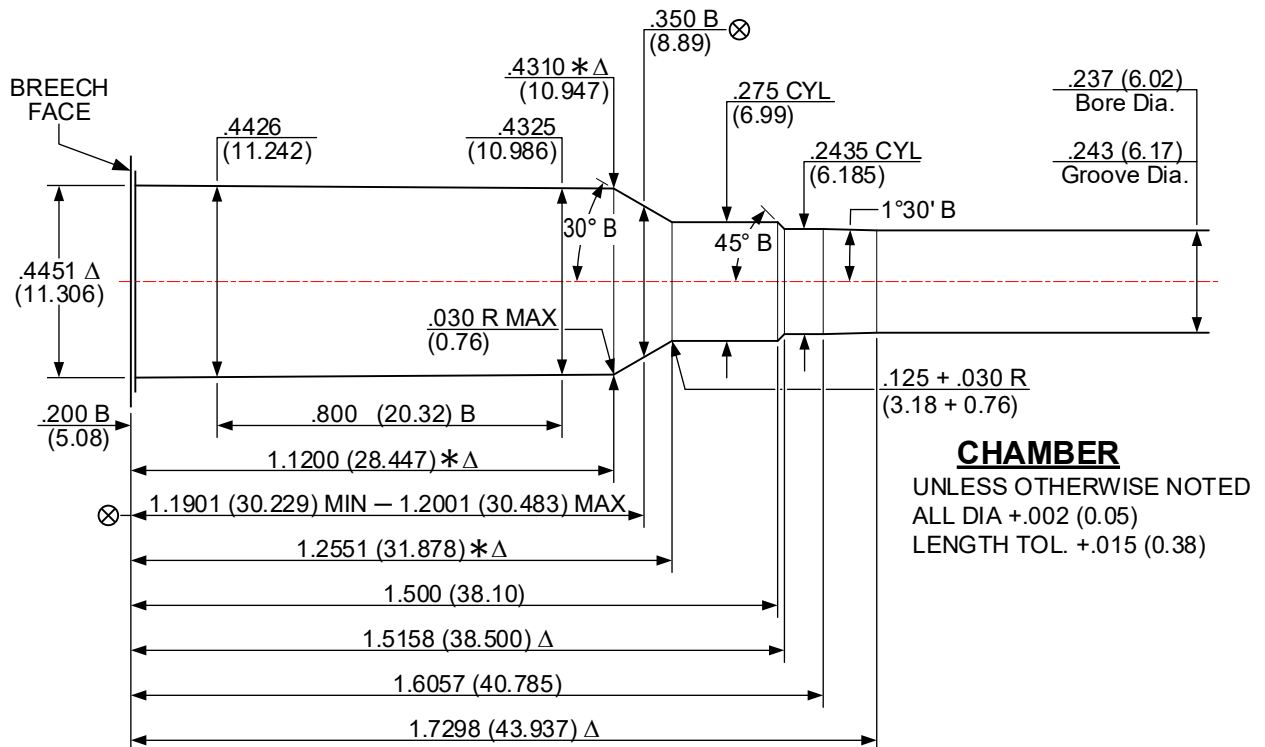 .350 B ⊗
(8.89)
.4310 ∗ Δ
(10.947)
BREECH
FACE
.275 CYL
(6.99)
.237 (6.02)
Bore Dia.
.4426
(11.242)
.4325
(10.986)
.2435 CYL
(6.185)
.243 (6.17)
Groove Dia.
1°30' B
30° B
45° B
.4451 Δ
(11.306)
.030 R MAX
(0.76)
.125 + .030 R
(3.18 + 0.76)
.200 B
(5.08)
.800 (20.32) B
1.1200 (28.447) ∗ Δ
⊗ 1.1901 (30.229) MIN – 1.2001 (30.483) MAX
1.2551 (31.878) ∗ Δ
1.500 (38.10)
1.5158 (38.500) Δ
1.6057 (40.785)
1.7298 (43.937) Δ
CHAMBER
UNLESS OTHERWISE NOTED
ALL DIA +.002 (0.05)
LENGTH TOL. +.015 (0.38)